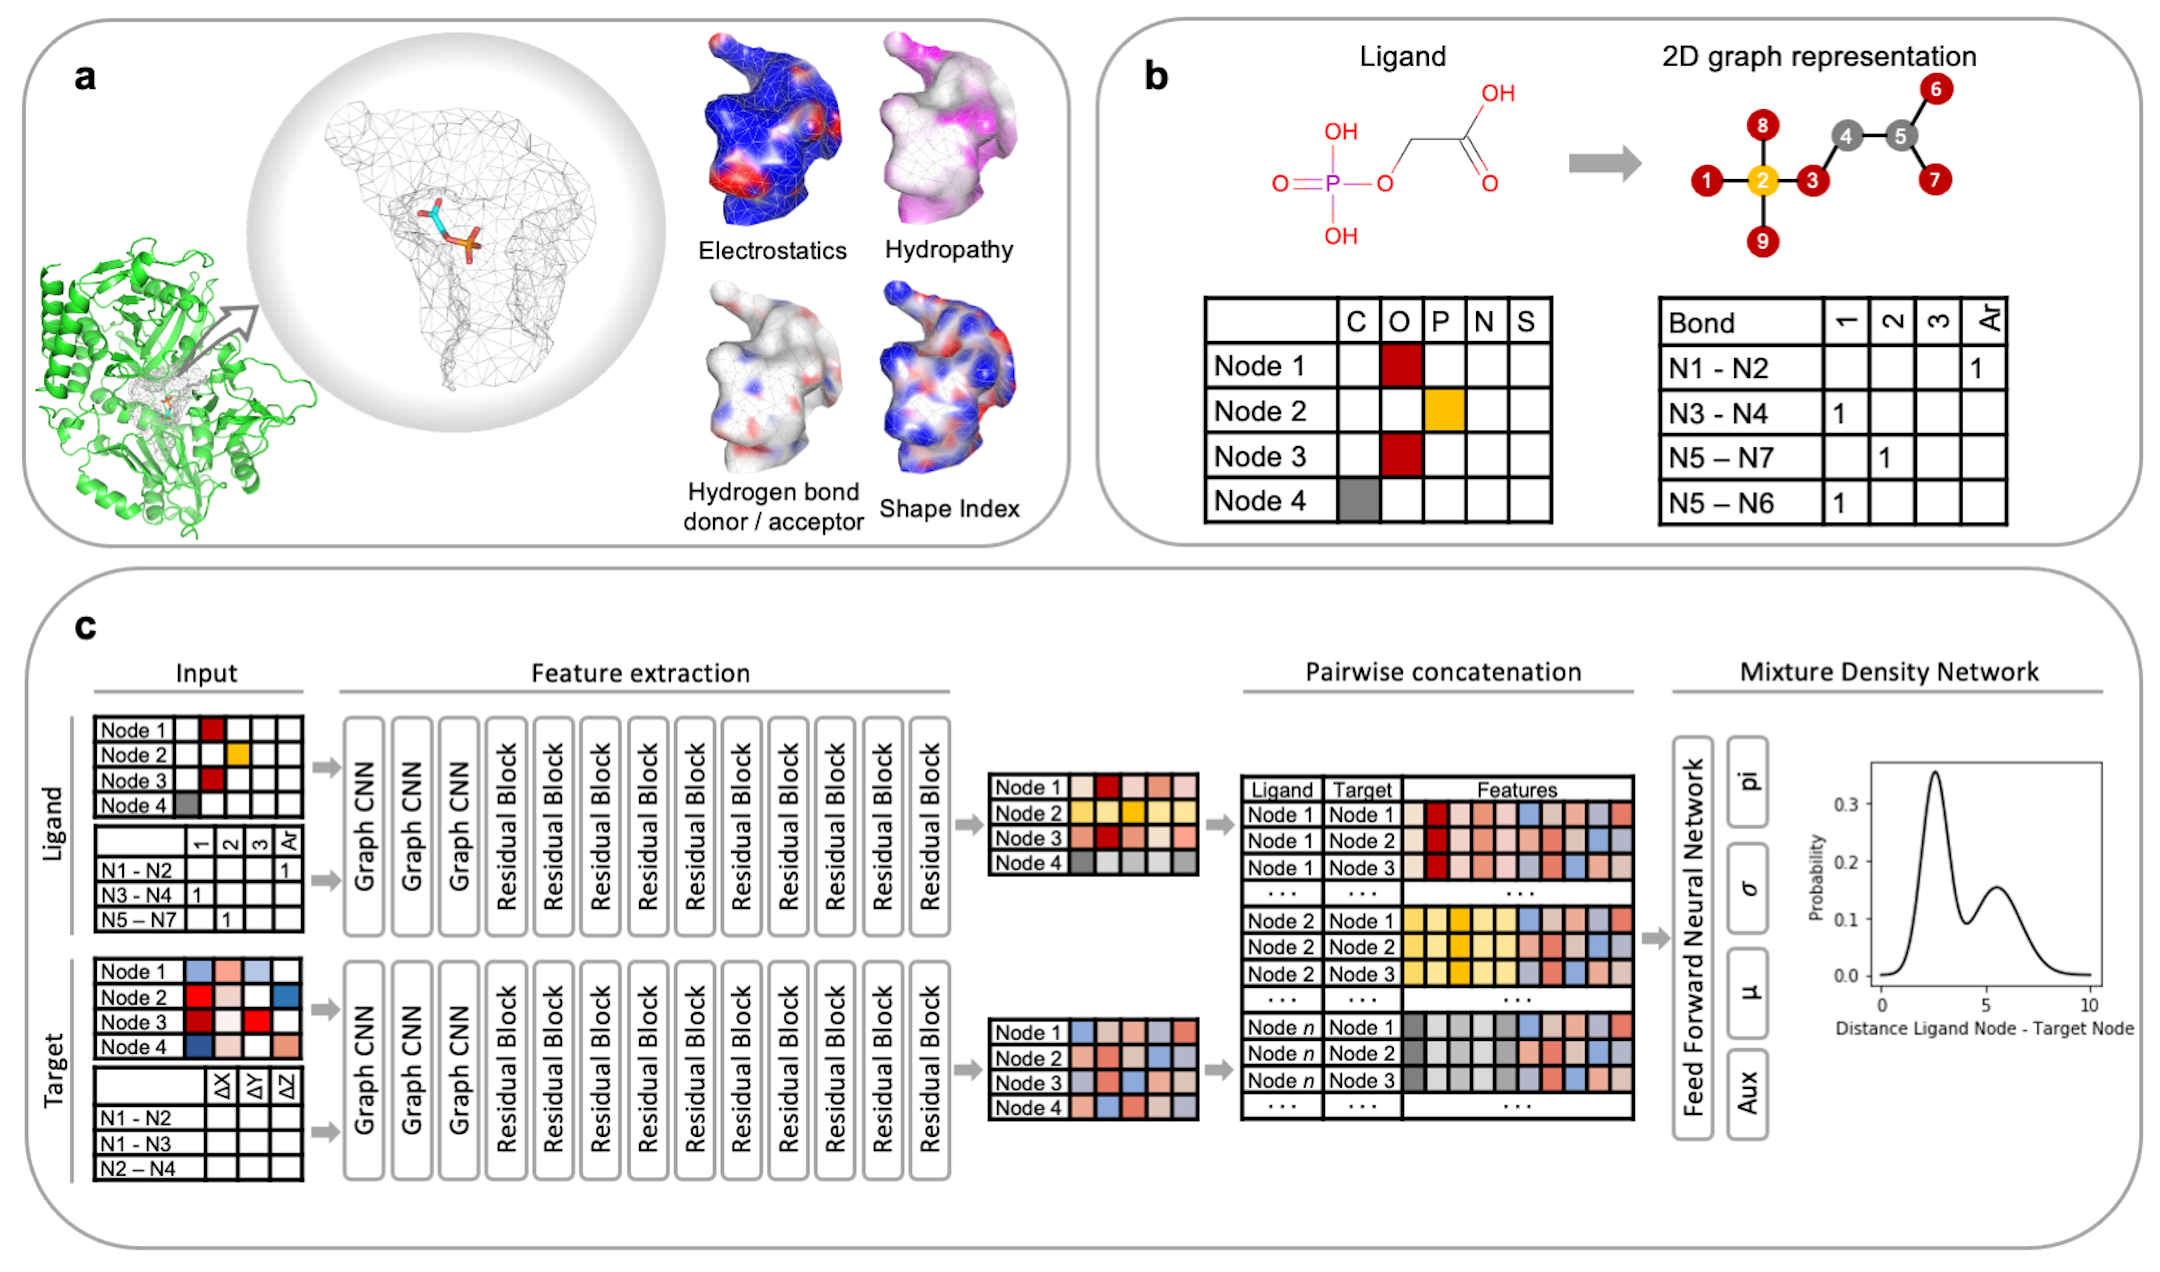 a
Electrostatics
Hydropathy
Hydrogen bond
donor / acceptor
Shape Index
b
Ligand
2D graph representation
OH
OH
O
P
O
O
OH
6
8
4
5
1
2
3
7
9
C O P N S
Node 1
Node 2
Node 3
Node 4
Bond 1 2 3 Ar
N1 - N2 1
N3 - N4 1
N5 – N7 1
N5 – N6 1
c
Input
Feature extraction
Pairwise concatenation
Mixture Density Network
Ligand
Node 1
Node 2
Node 3
Node 4
1 2 3 Ar
N1 - N2 1
N3 - N4 1
N5 – N7 1
Graph CNN
Graph CNN
Graph CNN
Residual Block
Residual Block
Residual Block
Residual Block
Residual Block
Residual Block
Residual Block
Residual Block
Residual Block
Residual Block
Node 1
Node 2
Node 3
Node 4
Target
Node 1
Node 2
Node 3
Node 4
ΔX ΔY ΔZ
N1 - N2
N1 - N3
N2 – N4
Graph CNN
Graph CNN
Graph CNN
Residual Block
Residual Block
Residual Block
Residual Block
Residual Block
Residual Block
Residual Block
Residual Block
Residual Block
Residual Block
Node 1
Node 2
Node 3
Node 4
Ligand Target Features
Node 1 Node 1
Node 1 Node 2
Node 1 Node 3
... ... ...
Node 2 Node 1
Node 2 Node 2
Node 2 Node 3
... ... ...
Node n Node 1
Node n Node 2
Node n Node 3
... ... ...
Feed Forward Neural Network
pi
σ
μ
Aux
Probability
0.3
0.2
0.1
0.0
0 5 10
Distance Ligand Node - Target Node